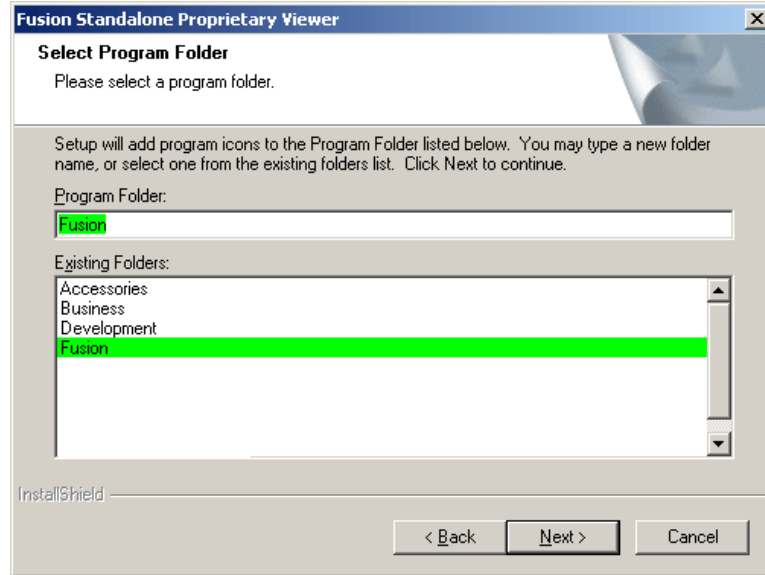 Fusion Standalone Proprietary Viewer
Select Program Folder
Please select a program folder.
Setup will add program icons to the Program Folder listed below.  You may type a new folder
name, or select one from the existing folders list.  Click Next to continue.
Program Folder:
Fusion
Existing Folders:
Accessories
Business
Development
Fusion
InstallShield
< Back
Next >
Cancel